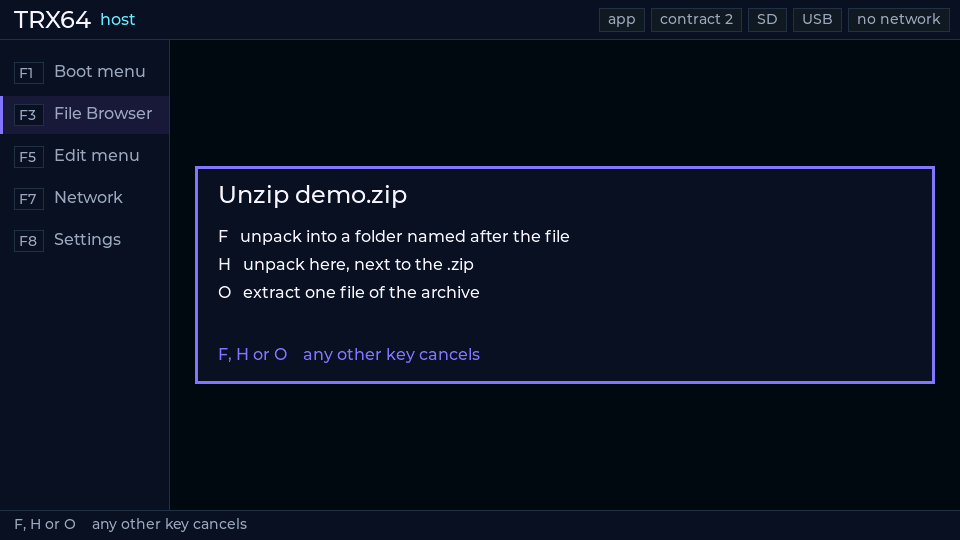 TRX64 host
app contract 2 SD USB no network
F1 Boot menu
F3 File Browser
F5 Edit menu
F7 Network
F8 Settings
Unzip demo.zip
F unpack into a folder named after the file
H unpack here, next to the .zip
O extract one file of the archive
F, H or O any other key cancels
F, H or O any other key cancels